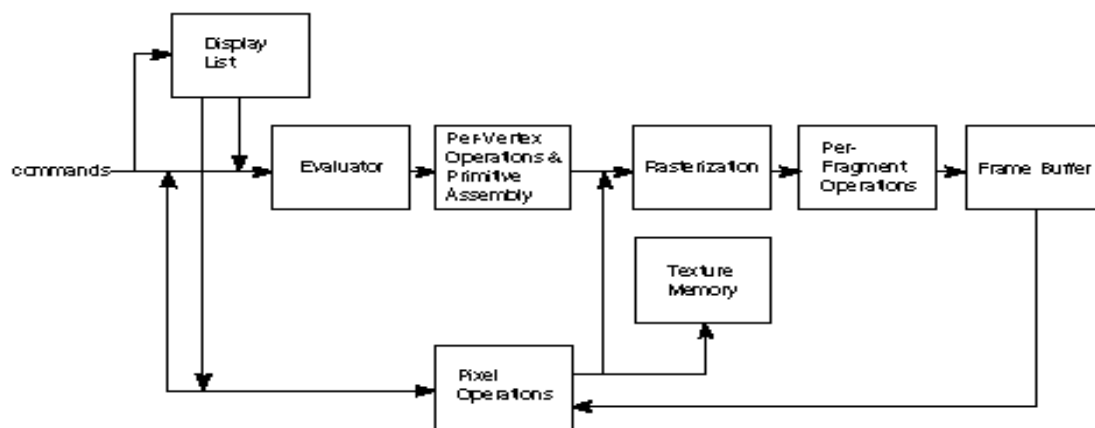 Display
List
commands
Evaluator
Per-Vertex
Operations &
Primitive
Assembly
Rasterization
Per-
Fragment
Operations
Frame Buffer
Texture
Memory
Pixel
Operations